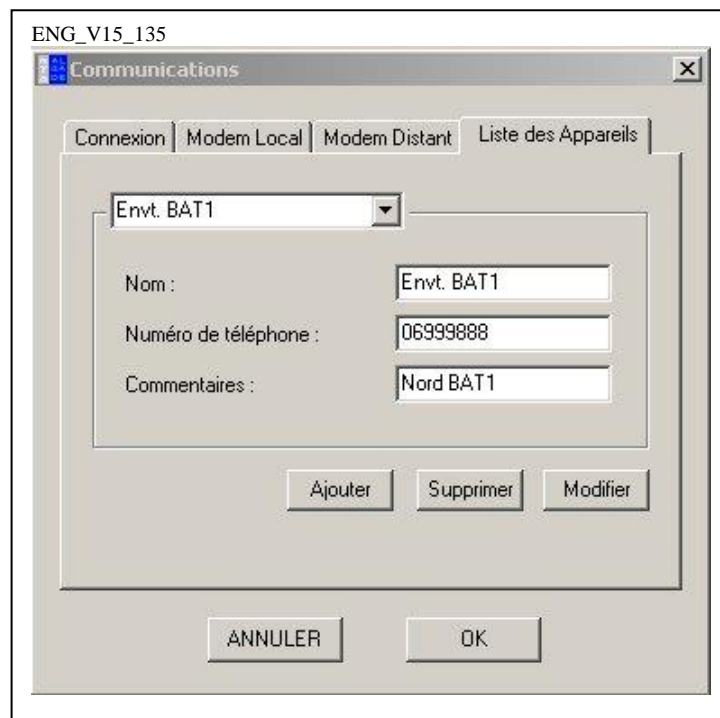 ENG_V15_135
ALGADE Communications
Connexion Modem Local Modem Distant Liste des Appareils
Envt. BAT1
Nom : Envt. BAT1
Numéro de téléphone : 06999888
Commentaires : Nord BAT1
Ajouter Supprimer Modifier
ANNULER OK